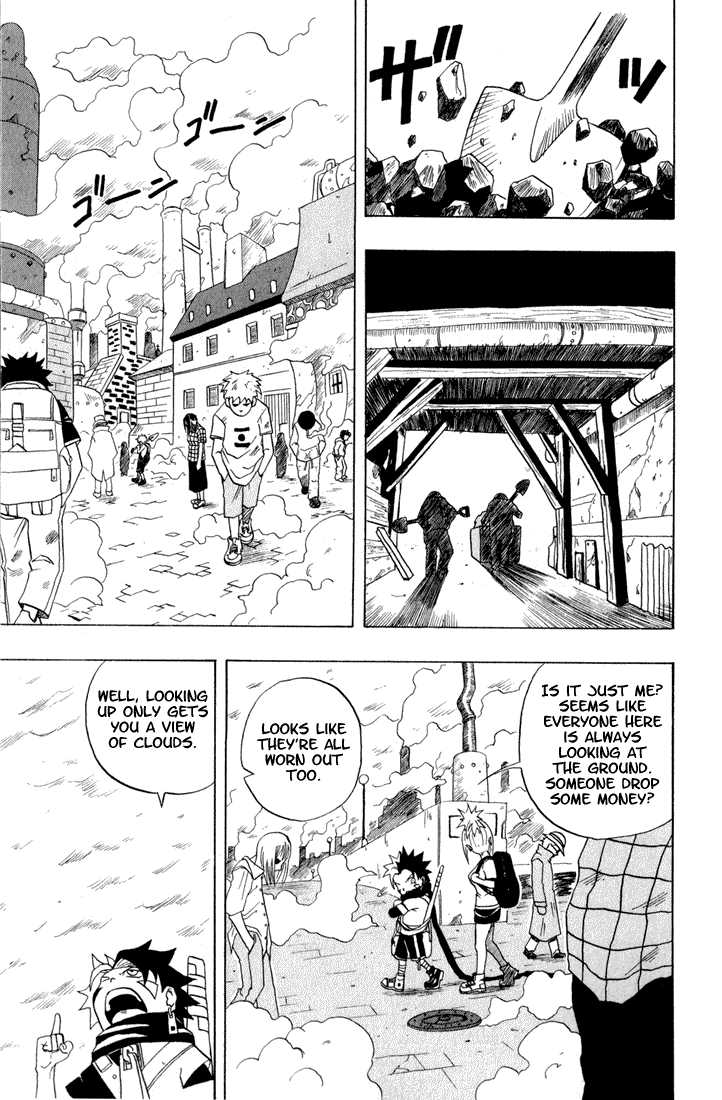 ザッ
ゴーン
ゴーン
IS IT JUST ME?
SEEMS LIKE
EVERYONE HERE
IS ALWAYS
LOOKING AT
THE GROUND.
SOMEONE DROP
SOME MONEY?
LOOKS LIKE
THEY'RE ALL
WORN OUT
TOO.
WELL, LOOKING
UP ONLY GETS
YOU A VIEW
OF CLOUDS.